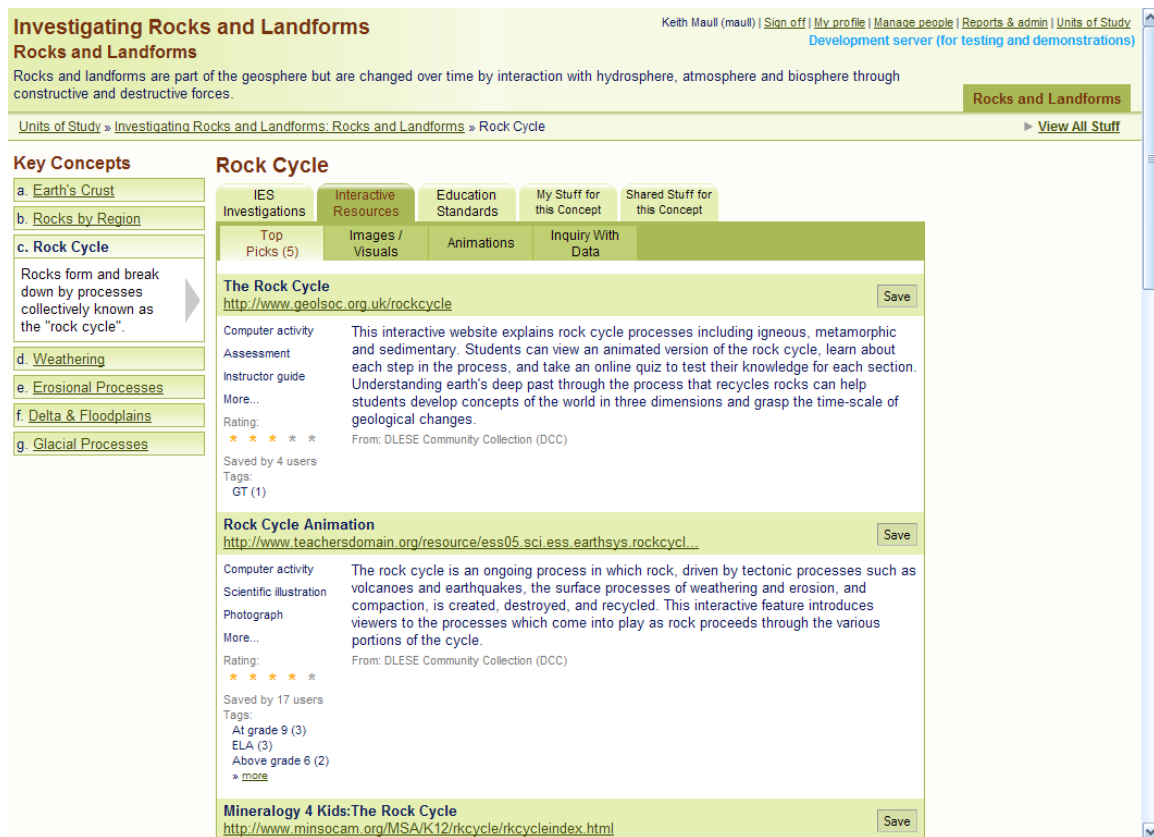 Investigating Rocks and Landforms
Keith Maull (maull) | Sign off | My profile | Manage people | Reports & admin | Units of Study
Rocks and Landforms
Development server (for testing and demonstrations)
Rocks and landforms are part of the geosphere but are changed over time by interaction with hydrosphere, atmosphere and biosphere through
constructive and destructive forces.
Rocks and Landforms
Units of Study » Investigating Rocks and Landforms: Rocks and Landforms » Rock Cycle
View All Stuff
Key Concepts
a. Earth's Crust
b. Rocks by Region
c. Rock Cycle
Rocks form and break
down by processes
collectively known as
the "rock cycle".
d. Weathering
e. Erosional Processes
f. Delta & Floodplains
g. Glacial Processes
Rock Cycle
IES
Investigations
Interactive
Resources
Education
Standards
My Stuff for
this Concept
Shared Stuff for
this Concept
Top
Picks (5)
Images /
Visuals
Animations
Inquiry With
Data
The Rock Cycle
http://www.geolsoc.org.uk/rockcycle
Save
Computer activity
Assessment
Instructor guide
More...
Rating:
* * * * *
Saved by 4 users
Tags:
GT (1)
This interactive website explains rock cycle processes including igneous, metamorphic
and sedimentary. Students can view an animated version of the rock cycle, learn about
each step in the process, and take an online quiz to test their knowledge for each section.
Understanding earth's deep past through the process that recycles rocks can help
students develop concepts of the world in three dimensions and grasp the time-scale of
geological changes.
From: DLESE Community Collection (DCC)
Rock Cycle Animation
http://www.teachersdomain.org/resource/ess05.sci.ess.earthsys.rockcycl...
Save
Computer activity
Scientific illustration
Photograph
More...
Rating:
* * * * *
Saved by 17 users
Tags:
At grade 9 (3)
ELA (3)
Above grade 6 (2)
» more
The rock cycle is an ongoing process in which rock, driven by tectonic processes such as
volcanoes and earthquakes, the surface processes of weathering and erosion, and
compaction, is created, destroyed, and recycled. This interactive feature introduces
viewers to the processes which come into play as rock proceeds through the various
portions of the cycle.
From: DLESE Community Collection (DCC)
Mineralogy 4 Kids:The Rock Cycle
http://www.minsocam.org/MSA/K12/rkcycle/rkcycleindex.html
Save